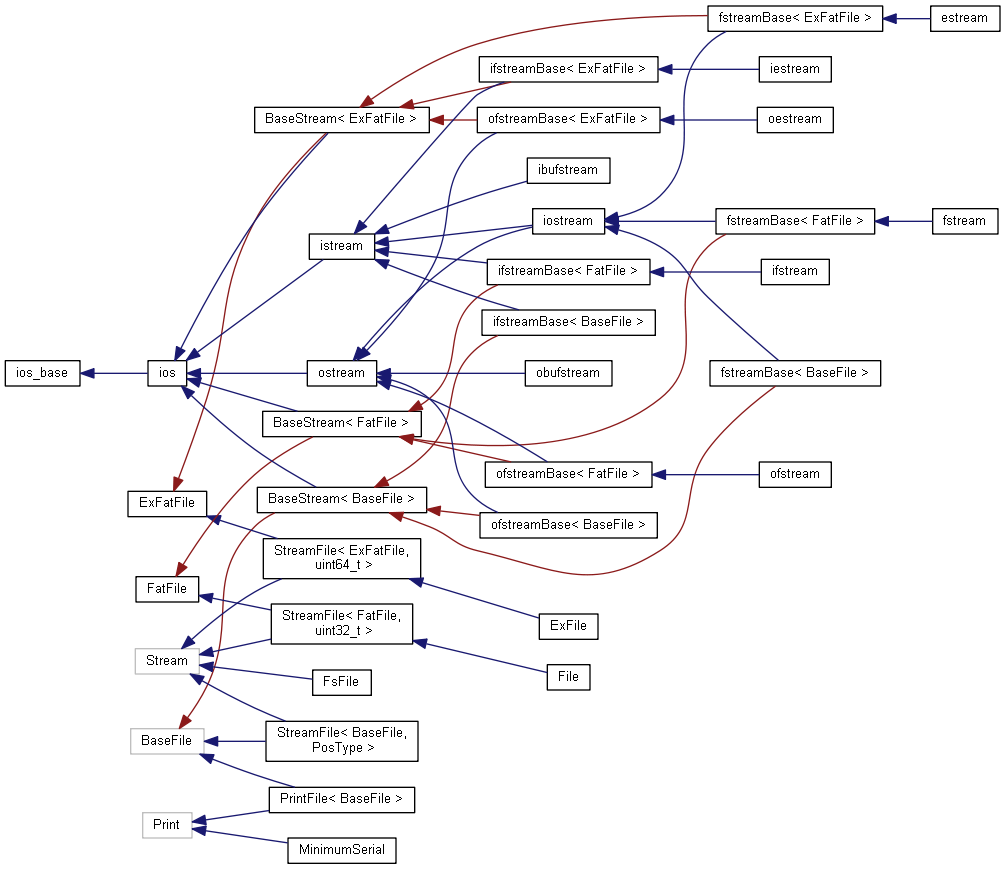 fstreamBase< ExFatFile >
estream
ifstreamBase< ExFatFile >
iestream
BaseStream< ExFatFile >
ofstreamBase< ExFatFile >
oestream
ibufstream
iostream
fstreamBase< FatFile >
fstream
istream
ifstreamBase< FatFile >
ifstream
ifstreamBase< BaseFile >
ios_base
ios
ostream
obufstream
fstreamBase< BaseFile >
BaseStream< FatFile >
ofstreamBase< FatFile >
ofstream
ExFatFile
BaseStream< BaseFile >
ofstreamBase< BaseFile >
StreamFile< ExFatFile,
uint64_t >
FatFile
StreamFile< FatFile,
uint32_t >
ExFile
Stream
FsFile
File
BaseFile
StreamFile< BaseFile,
PosType >
PrintFile< BaseFile >
Print
MinimumSerial